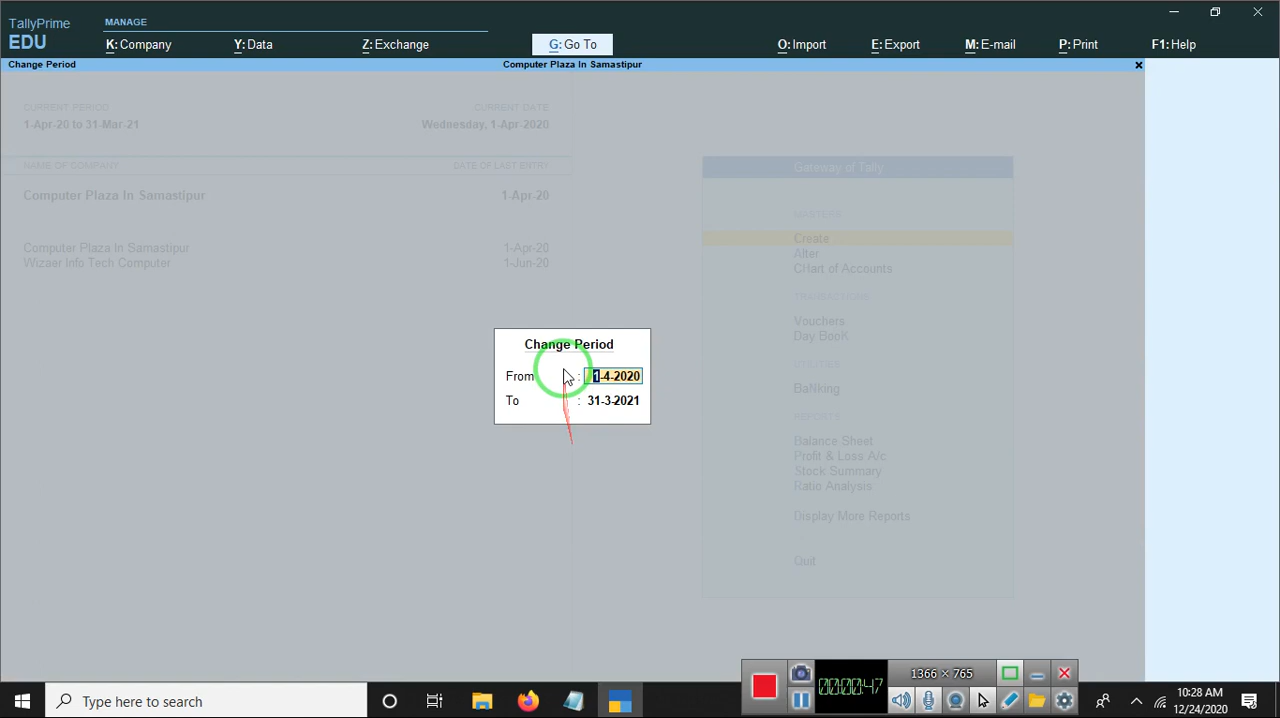 TallyPrime
EDU
MANAGE
K: Company
Y: Data
Z: Exchange
G: Go To
O: Import
E: Export
M: E-mail
P: Print
F1: Help
Change Period
Computer Plaza In Samastipur
CURRENT PERIOD
CURRENT DATE
1-Apr-20 to 31-Mar-21
Wednesday, 1-Apr-2020
NAME OF COMPANY
DATE OF LAST ENTRY
Computer Plaza In Samastipur
1-Apr-20
Computer Plaza In Samastipur
1-Apr-20
Wizaer Info Tech Computer
1-Jun-20
Gateway of Tally
MASTERS
Create
Alter
CHart of Accounts
TRANSACTIONS
Vouchers
Day BooK
UTILITIES
BaNking
REPORTS
Balance Sheet
Profit & Loss A/c
Stock Summary
Ratio Analysis
Display More Reports
Quit
Change Period
From : 1-4-2020
To : 31-3-2021
1366 × 765
00:00:47
Type here to search
10:28 AM
12/24/2020